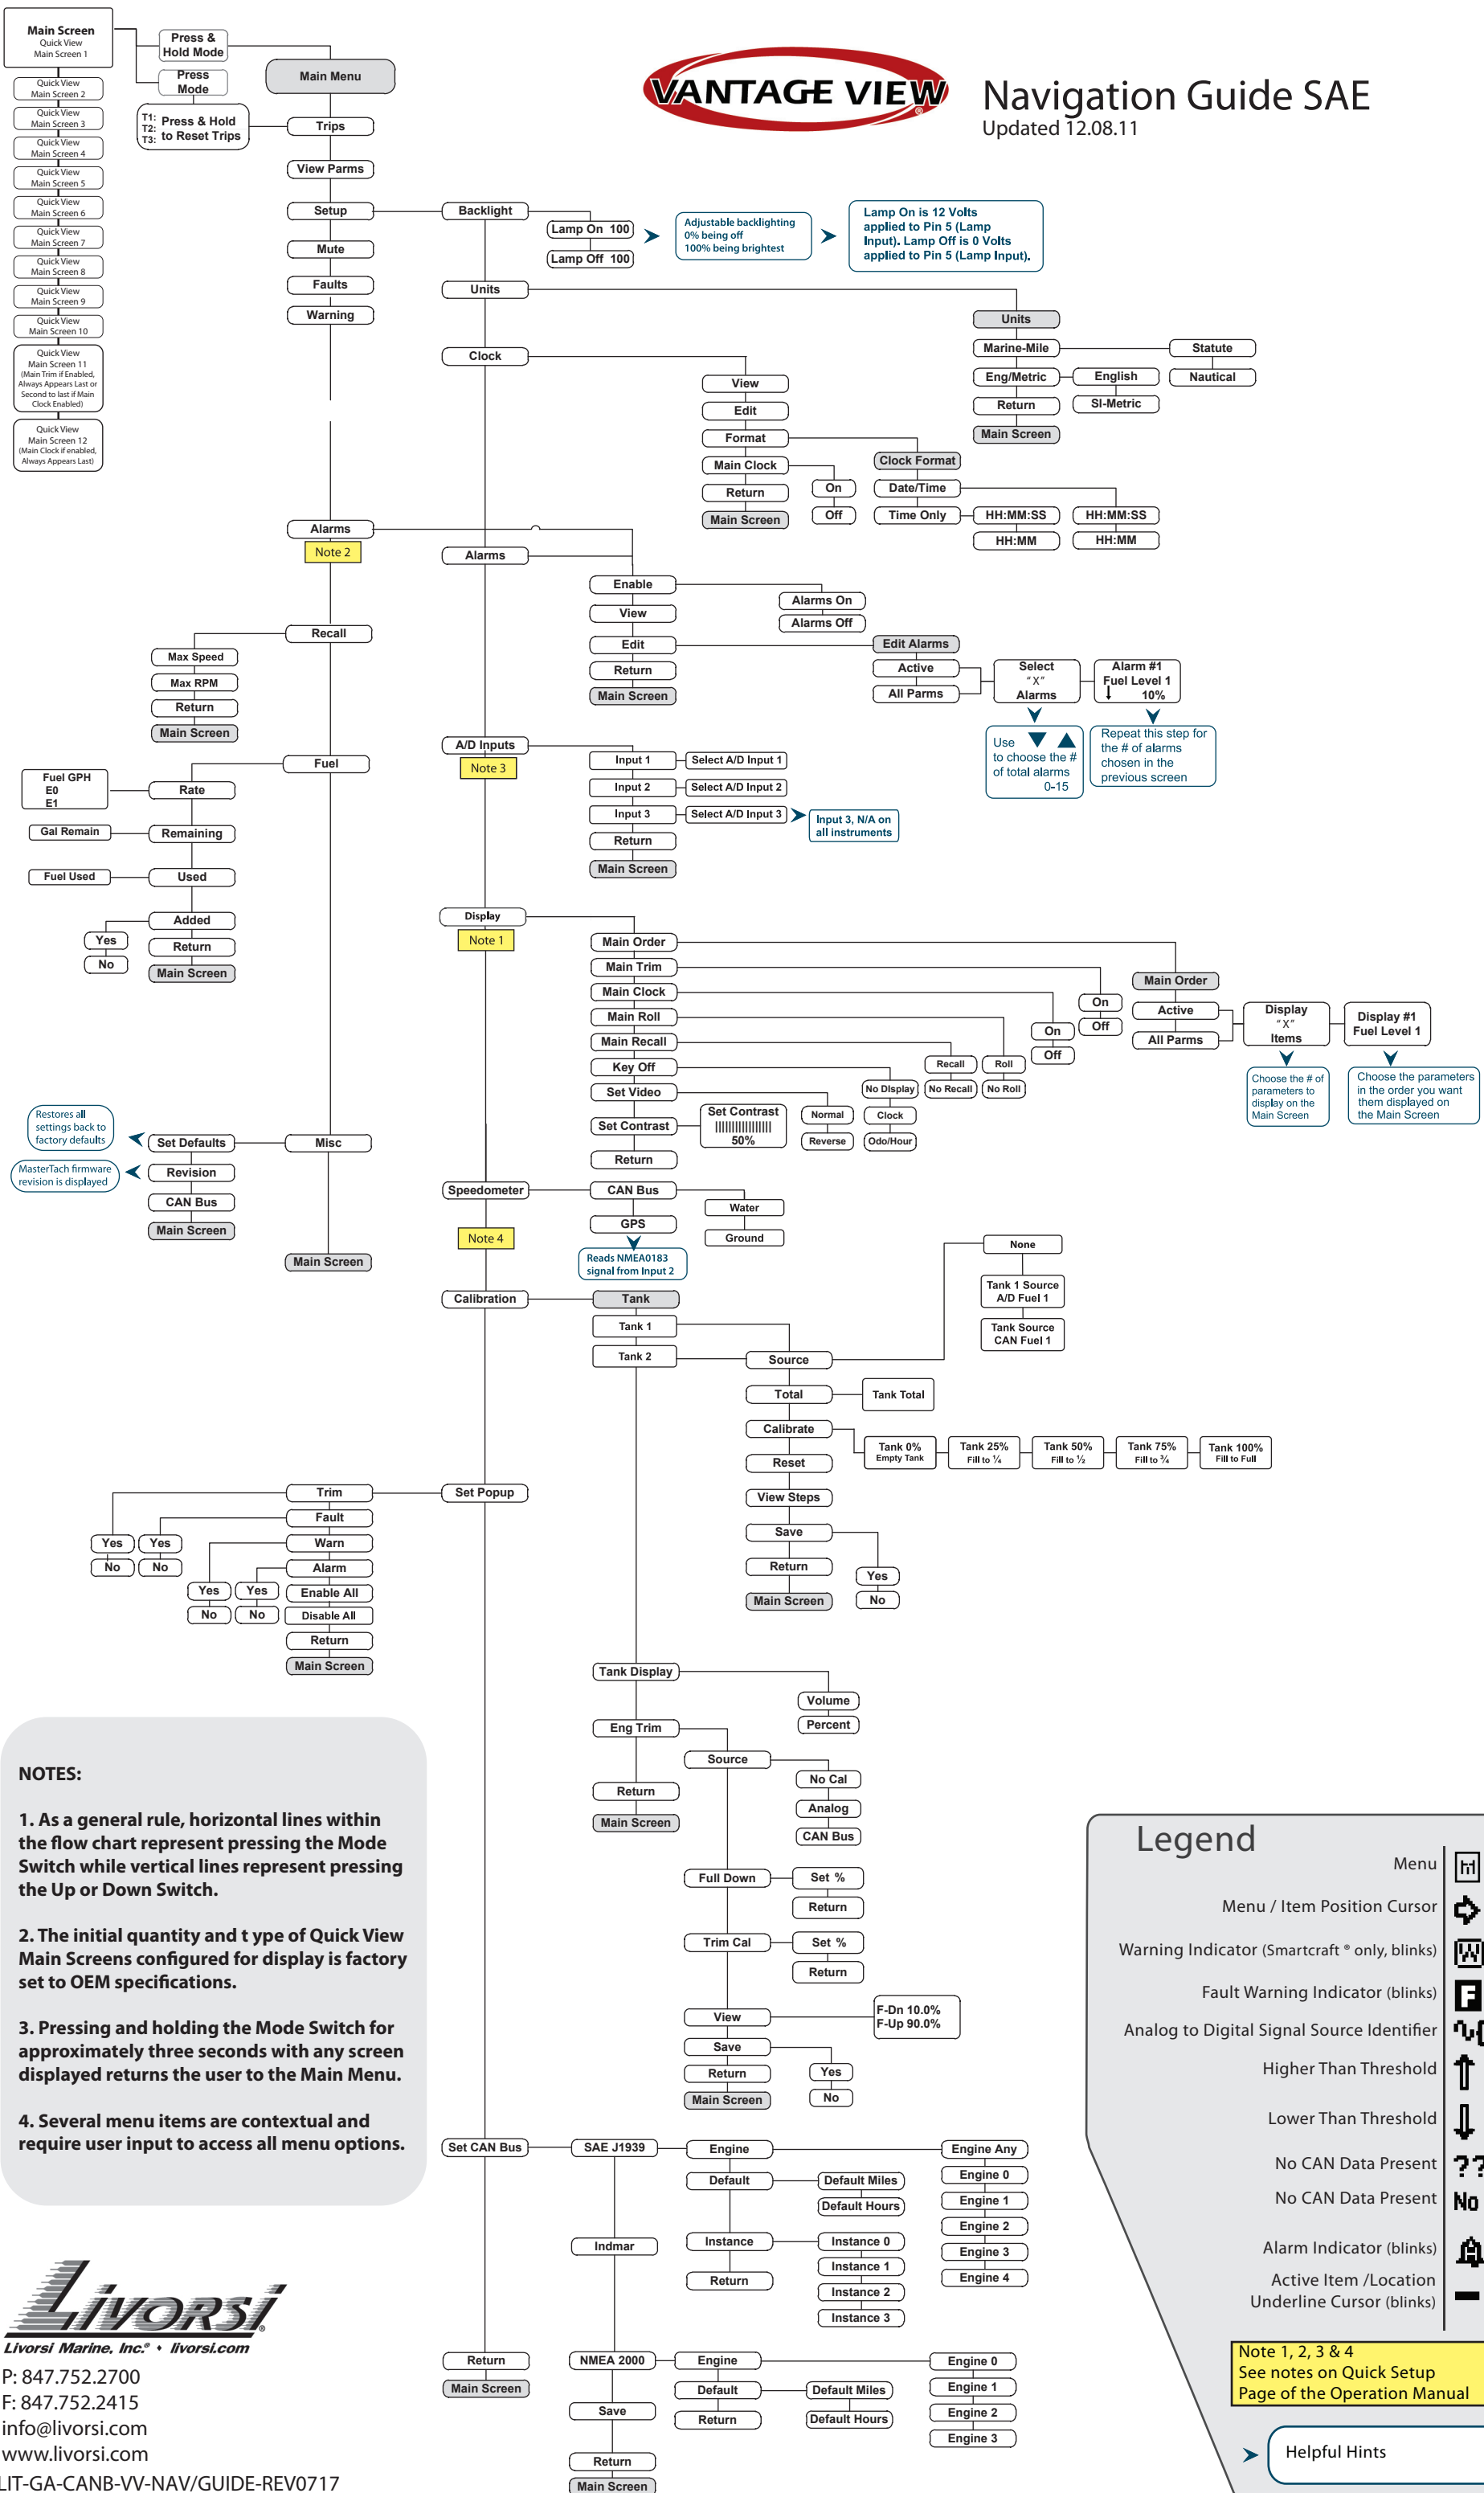 Main Screen
Quick View
Main Screen 1
Quick View
Main Screen 2
Quick View
Main Screen 3
Quick View
Main Screen 4
Quick View
Main Screen 5
Quick View
Main Screen 6
Quick View
Main Screen 7
Quick View
Main Screen 8
Quick View
Main Screen 9
Quick View
Main Screen 10
Quick View
Main Screen 11
(Main Trim if Enabled,
Always Appears Last or
Second to last if Main
Clock Enabled)
Quick View
Main Screen 12
(Main Clock if enabled,
Always Appears Last)
Press &
Hold Mode
Press
Mode
T1:
T2:
T3:
Press & Hold
to Reset Trips
Main Menu
Trips
View Parms
Setup
Mute
Faults
Warning
VANTAGE VIEW®
Navigation Guide SAE
Updated 12.08.11
Backlight
Lamp On 100
Lamp Off 100
Adjustable backlighting
0% being off
100% being brightest
Lamp On is 12 Volts
applied to Pin 5 (Lamp
Input). Lamp Off is 0 Volts
applied to Pin 5 (Lamp Input).
Units
Units
Marine-Mile
Statute
Nautical
Eng/Metric
English
SI-Metric
Return
Main Screen
Clock
View
Edit
Format
Main Clock
Return
Main Screen
On
Off
Clock Format
Date/Time
Time Only
HH:MM:SS
HH:MM
HH:MM:SS
HH:MM
Alarms
Note 2
Alarms
Enable
View
Edit
Return
Main Screen
Alarms On
Alarms Off
Edit Alarms
Active
All Parms
Select
"X"
Alarms
Alarm #1
Fuel Level 1
10%
Use
to choose the #
of total alarms
0-15
Repeat this step for
the # of alarms
chosen in the
previous screen
Recall
Max Speed
Max RPM
Return
Main Screen
Fuel
Fuel GPH
E0
E1
Rate
Gal Remain
Remaining
Fuel Used
Used
Added
Yes
No
Return
Main Screen
A/D Inputs
Note 3
Input 1
Select A/D Input 1
Input 2
Select A/D Input 2
Input 3
Select A/D Input 3
Input 3, N/A on
all instruments
Return
Main Screen
Display
Note 1
Main Order
Main Trim
Main Clock
Main Roll
Main Recall
Key Off
Set Video
Set Contrast
Return
Set Contrast
50%
Normal
Reverse
No DIsplay
Clock
Odo/Hour
Recall
No Recall
Roll
No Roll
On
Off
On
Off
Main Order
Active
All Parms
Display
"X"
Items
Display #1
Fuel Level 1
Choose the # of
parameters to
display on the
Main Screen
Choose the parameters
in the order you want
them displayed on
the Main Screen
Restores all
settings back to
factory defaults
Set Defaults
Misc
MasterTach firmware
revision is displayed
Revision
CAN Bus
Main Screen
Main Screen
Speedometer
Note 4
CAN Bus
GPS
Reads NMEA0183
signal from Input 2
Water
Ground
Calibration
Tank
Tank 1
Tank 2
None
Tank 1 Source
A/D Fuel 1
Tank Source
CAN Fuel 1
Source
Total
Tank Total
Calibrate
Tank 0%
Empty Tank
Tank 25%
Fill to ¼
Tank 50%
Fill to ½
Tank 75%
Fill to ¾
Tank 100%
Fill to Full
Reset
View Steps
Save
Yes
No
Return
Main Screen
Set Popup
Trim
Fault
Warn
Alarm
Enable All
Disable All
Return
Main Screen
Yes
No
Yes
No
Yes
No
Yes
No
Tank Display
Volume
Percent
Eng Trim
Return
Main Screen
Source
No Cal
Analog
CAN Bus
Full Down
Set %
Return
Trim Cal
Set %
Return
View
F-Dn 10.0%
F-Up 90.0%
Save
Yes
No
Return
Main Screen
NOTES:
1. As a general rule, horizontal lines within
the flow chart represent pressing the Mode
Switch while vertical lines represent pressing
the Up or Down Switch.
2. The initial quantity and t ype of Quick View
Main Screens configured for display is factory
set to OEM specifications.
3. Pressing and holding the Mode Switch for
approximately three seconds with any screen
displayed returns the user to the Main Menu.
4. Several menu items are contextual and
require user input to access all menu options.
Set CAN Bus
SAE J1939
Engine
Engine Any
Engine 0
Engine 1
Engine 2
Engine 3
Engine 4
Default
Default Miles
Default Hours
Instance
Instance 0
Instance 1
Instance 2
Instance 3
Return
Indmar
NMEA 2000
Engine
Engine 0
Engine 1
Engine 2
Engine 3
Default
Default Miles
Default Hours
Return
Save
Return
Main Screen
Return
Main Screen
Legend
Menu
Menu / Item Position Cursor
Warning Indicator (Smartcraft ® only, blinks)
W
Fault Warning Indicator (blinks)
F
Analog to Digital Signal Source Identifier
Higher Than Threshold
Lower Than Threshold
No CAN Data Present
??
No CAN Data Present
No
Alarm Indicator (blinks)
Active Item /Location
Underline Cursor (blinks)
Note 1, 2, 3 & 4
See notes on Quick Setup
Page of the Operation Manual
Helpful Hints
LIVORSI®
Livorsi Marine, Inc.® • livorsi.com
P: 847.752.2700
F: 847.752.2415
info@livorsi.com
www.livorsi.com
LIT-GA-CANB-VV-NAV/GUIDE-REV0717